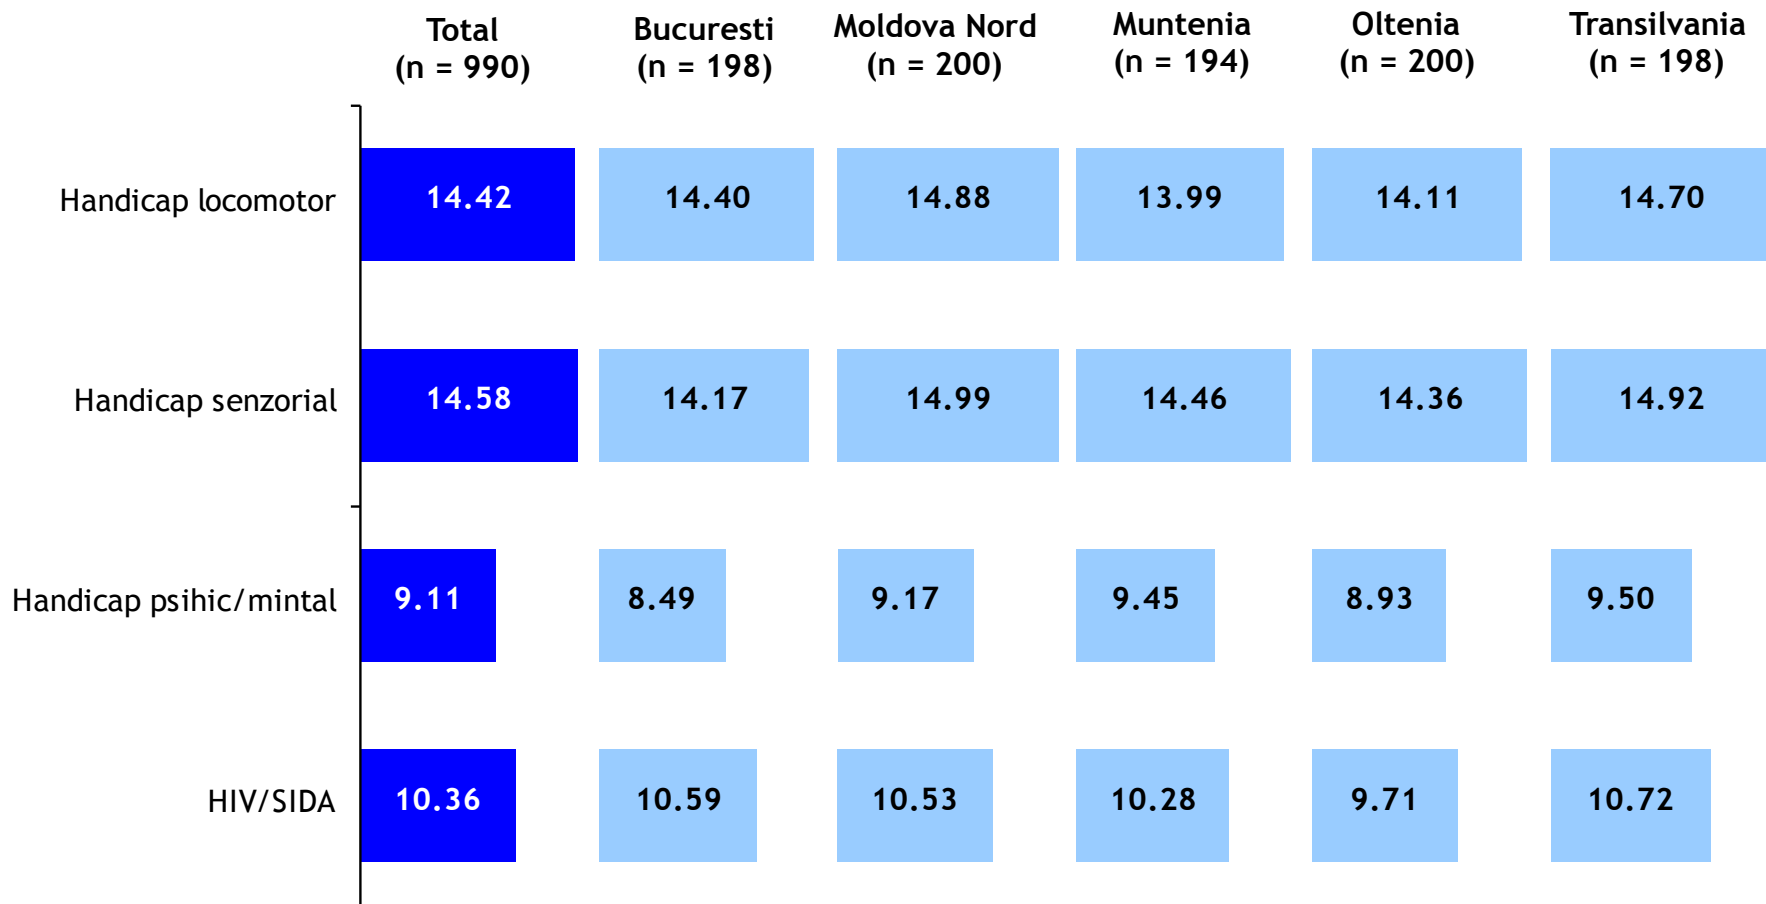 Total
(n = 990)
Bucuresti
(n = 198)
Moldova Nord
(n = 200)
Muntenia
(n = 194)
Oltenia
(n = 200)
Transilvania
(n = 198)
Handicap locomotor 14.42 14.40 14.88 13.99 14.11 14.70
Handicap senzorial 14.58 14.17 14.99 14.46 14.36 14.92
Handicap psihic/mintal 9.11 8.49 9.17 9.45 8.93 9.50
HIV/SIDA 10.36 10.59 10.53 10.28 9.71 10.72